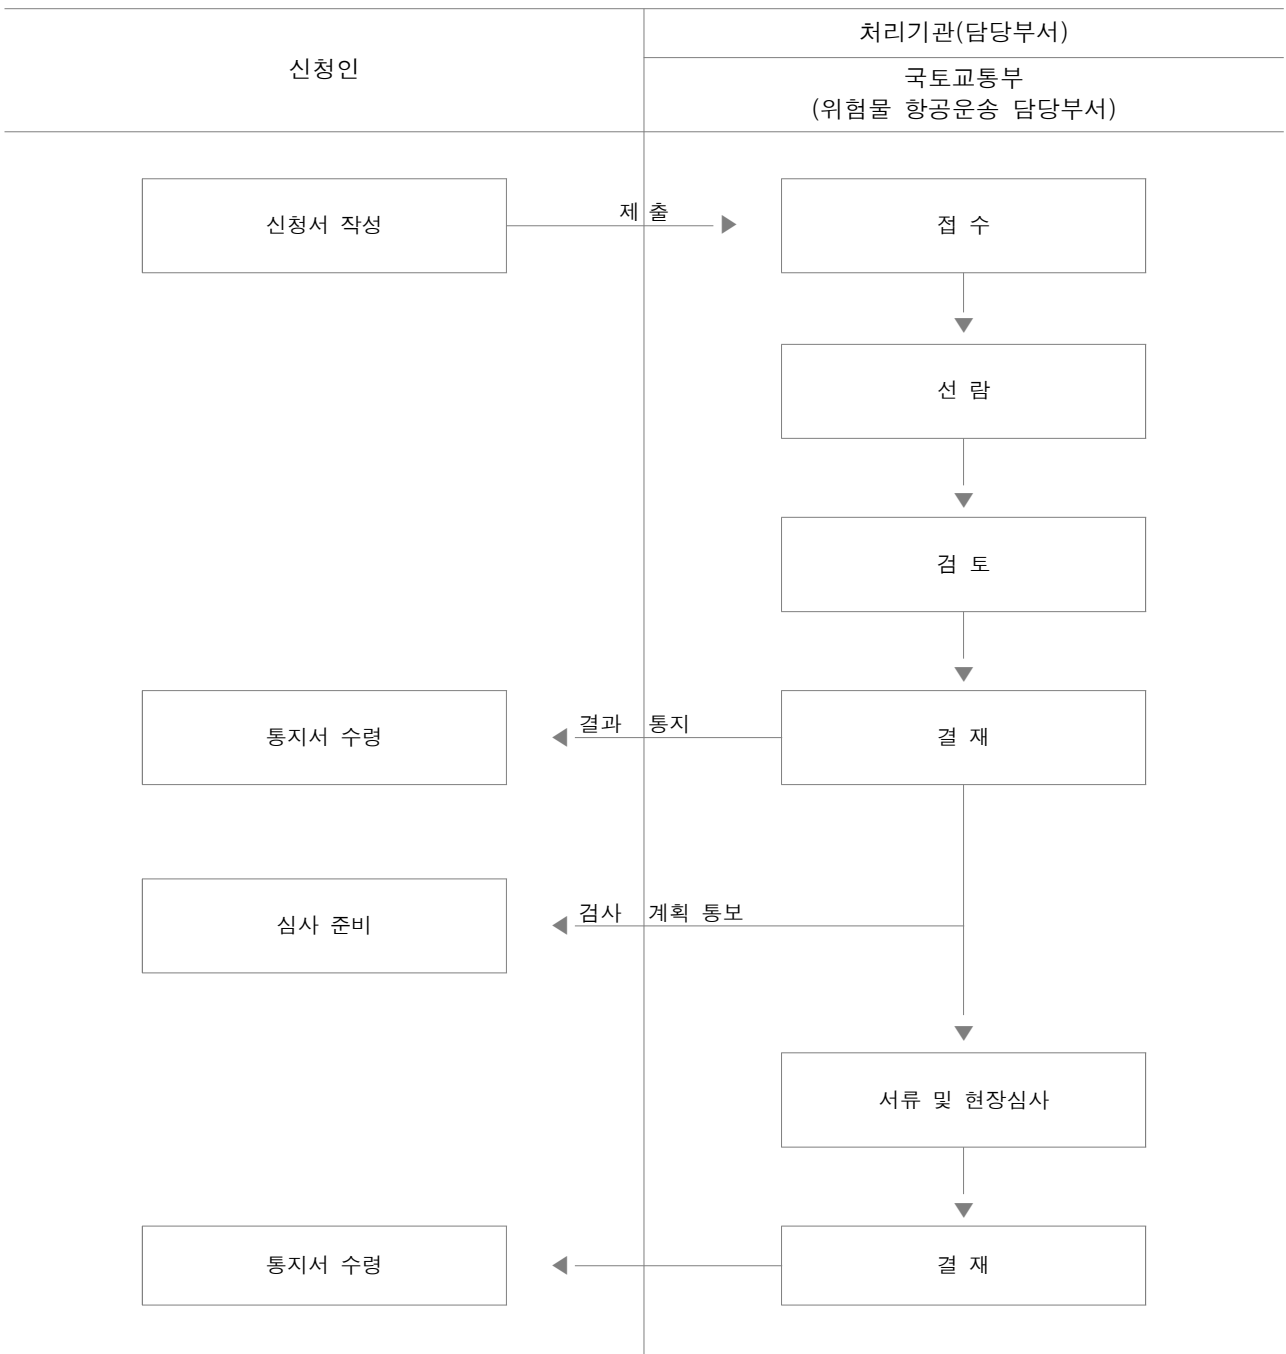 신청인
처리기관(담당부서)
국토교통부
(위험물 항공운송 담당부서)
신청서 작성
제 출
접 수
선 람
검 토
통지서 수령
결과 통지
결 재
심사 준비
검사 계획 통보
서류 및 현장심사
통지서 수령
결 재